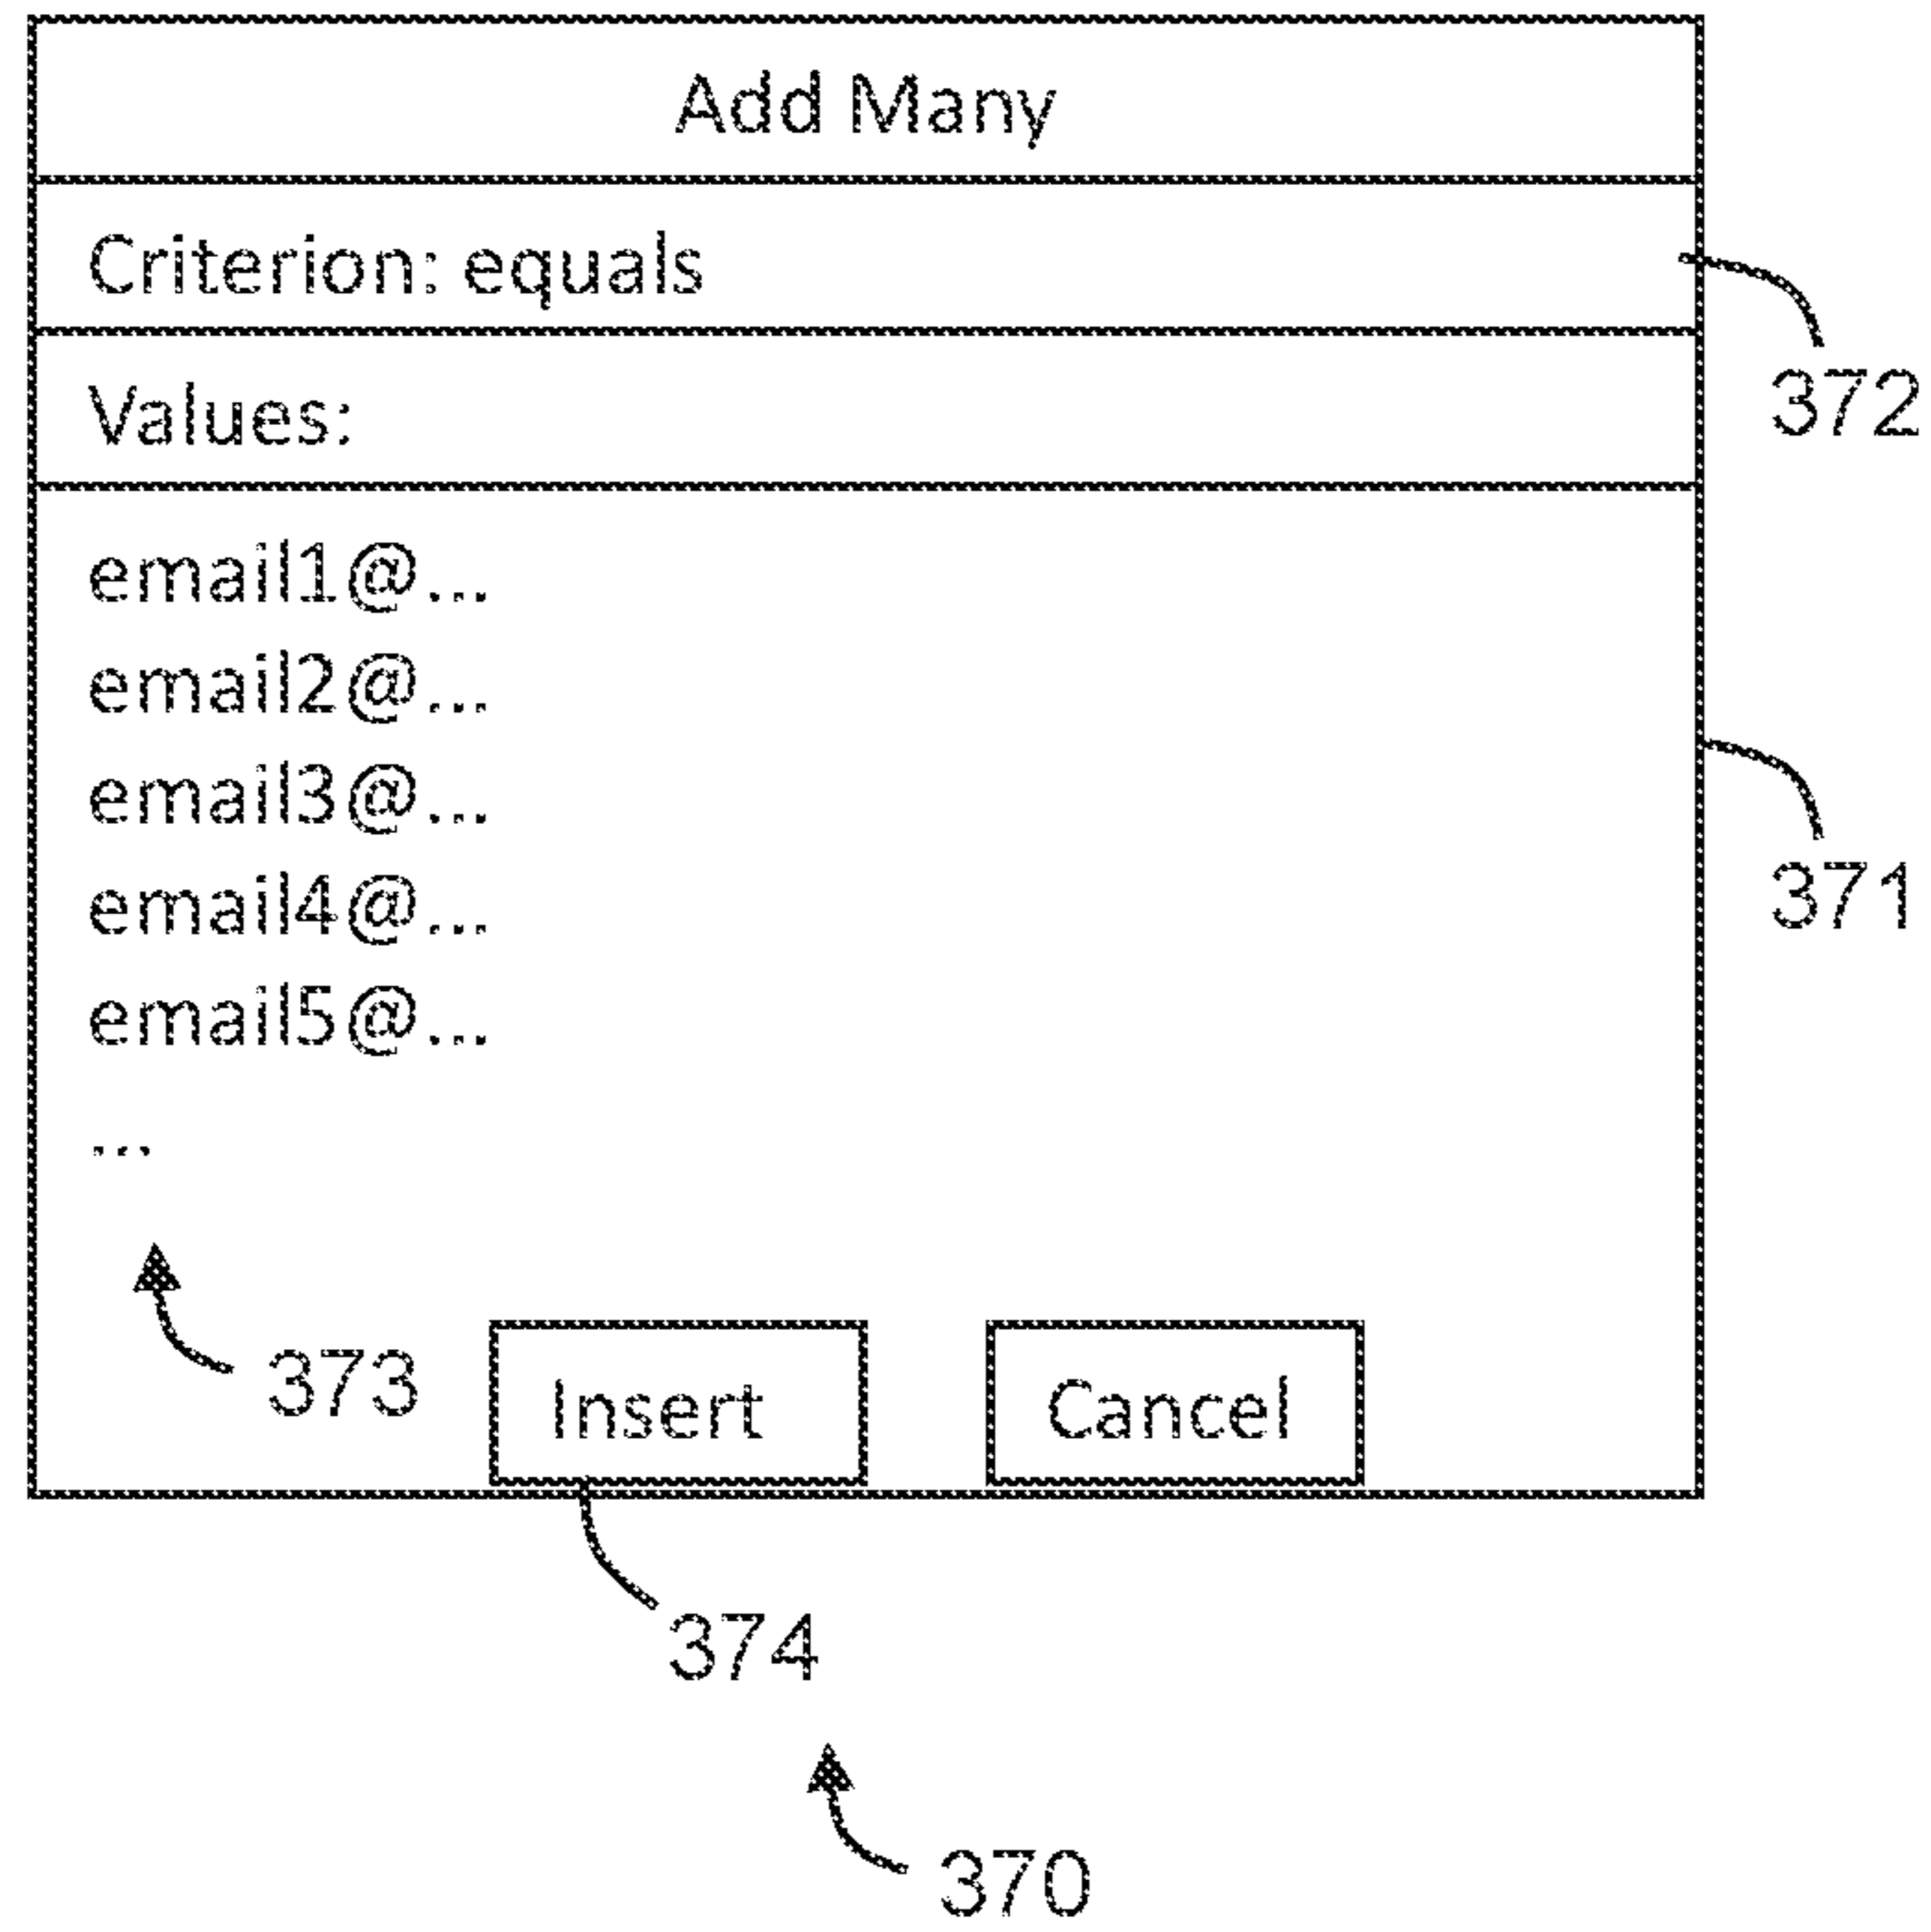 Add Many
Criterion: equals
372
Values:
email1@...
email2@...
email3@...
371
email4@...
email5@...
...
373
Insert
Cancel
374
370